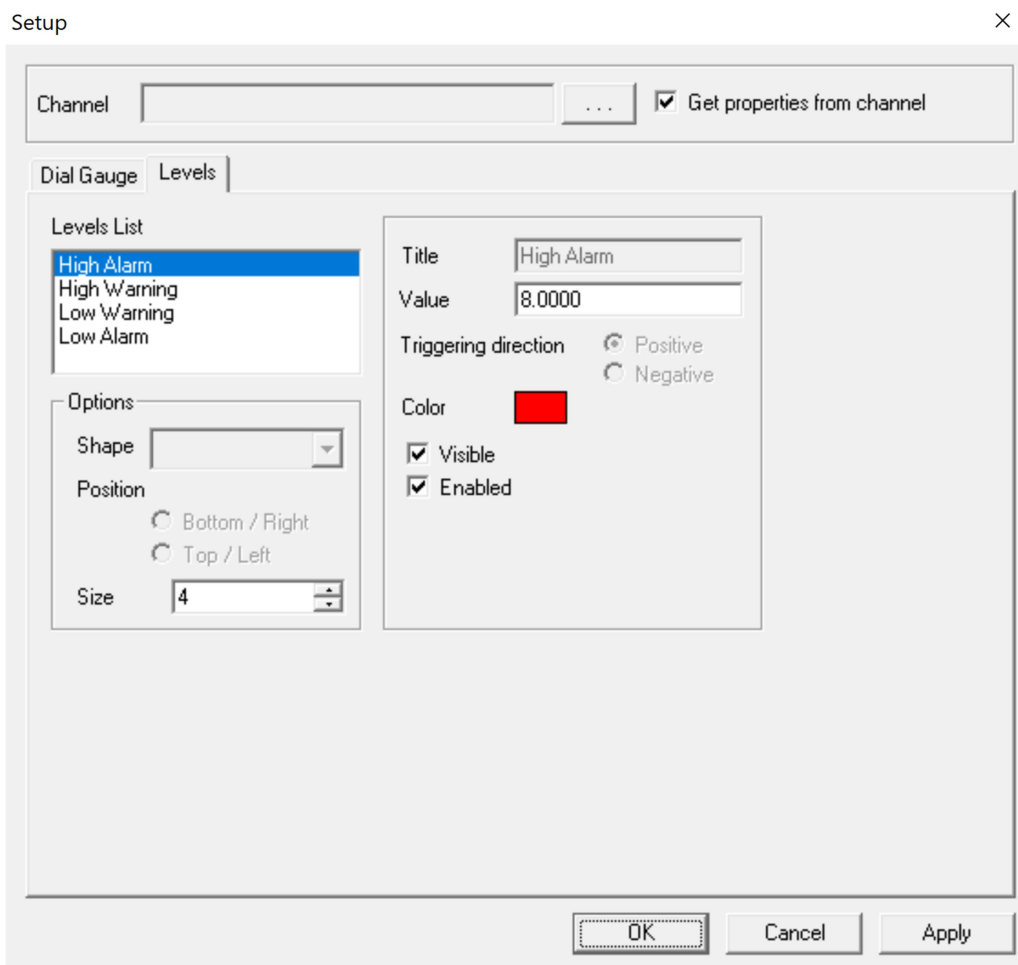 Setup
Channel
. . .
Get properties from channel
Dial Gauge
Levels
Levels List
High Alarm
High Warning
Low Warning
Low Alarm
Options
Shape
Position
Bottom / Right
Top / Left
Size
4
Title
High Alarm
Value
8.0000
Triggering direction
Positive
Negative
Color
Visible
Enabled
OK
Cancel
Apply